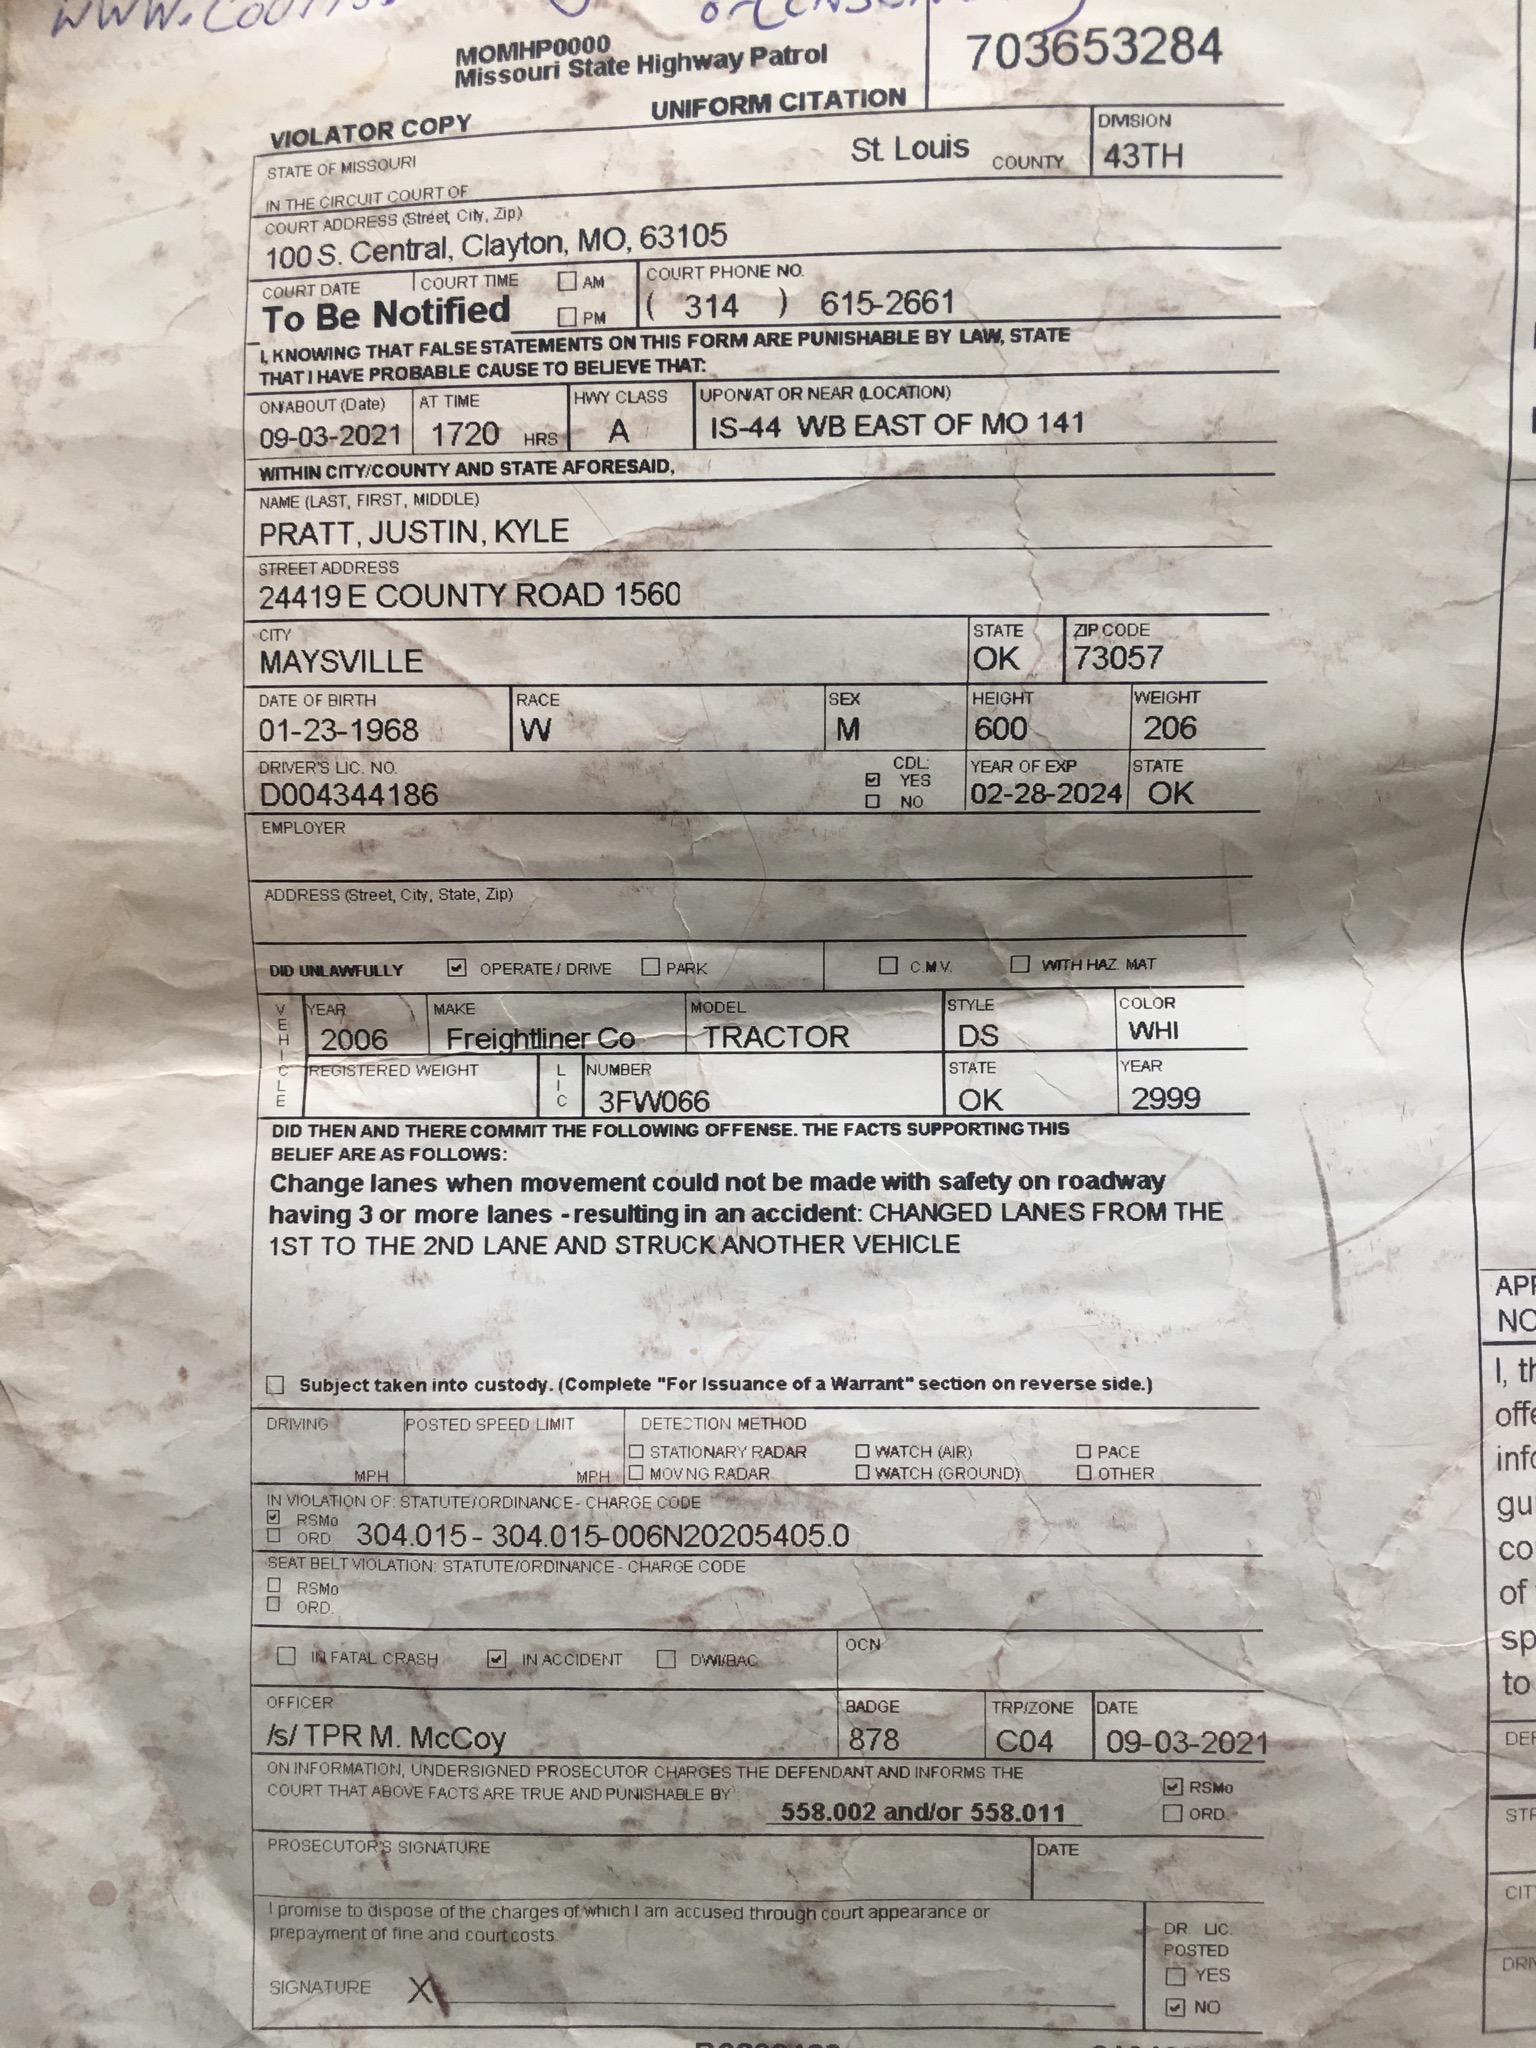 MOMHP0000
Missouri State Highway Patrol
703653284
VIOLATOR COPY
UNIFORM CITATION
STATE OF MISSOURI
IN THE CIRCUIT COURT OF
St. Louis COUNTY
DIVISION
43TH
COURT ADDRESS (Street, City, Zip)
100 S. Central, Clayton, MO, 63105
COURT DATE
To Be Notified
COURT TIME
AM
PM
COURT PHONE NO.
( 314 ) 615-2661
I, KNOWING THAT FALSE STATEMENTS ON THIS FORM ARE PUNISHABLE BY LAW, STATE
THAT I HAVE PROBABLE CAUSE TO BELIEVE THAT:
ON/ABOUT (Date)
09-03-2021
AT TIME
1720 HRS
HWY CLASS
A
UPON/AT OR NEAR (LOCATION)
IS-44 WB EAST OF MO 141
WITHIN CITY/COUNTY AND STATE AFORESAID,
NAME (LAST, FIRST, MIDDLE)
PRATT, JUSTIN, KYLE
STREET ADDRESS
24419 E COUNTY ROAD 1560
CITY
MAYSVILLE
STATE
OK
ZIP CODE
73057
DATE OF BIRTH
01-23-1968
RACE
W
SEX
M
HEIGHT
600
WEIGHT
206
DRIVER'S LIC. NO.
D004344186
CDL:
YES
NO
YEAR OF EXP
02-28-2024
STATE
OK
EMPLOYER
ADDRESS (Street, City, State, Zip)
DID UNLAWFULLY
OPERATE / DRIVE
PARK
C.M.V.
WITH HAZ. MAT
VEHICLE
YEAR
2006
MAKE
Freightliner Co
MODEL
TRACTOR
STYLE
DS
COLOR
WHI
REGISTERED WEIGHT
LIC
NUMBER
3FW066
STATE
OK
YEAR
2999
DID THEN AND THERE COMMIT THE FOLLOWING OFFENSE. THE FACTS SUPPORTING THIS
BELIEF ARE AS FOLLOWS:
Change lanes when movement could not be made with safety on roadway
having 3 or more lanes - resulting in an accident: CHANGED LANES FROM THE
1ST TO THE 2ND LANE AND STRUCK ANOTHER VEHICLE
Subject taken into custody. (Complete "For Issuance of a Warrant" section on reverse side.)
DRIVING
MPH
POSTED SPEED LIMIT
MPH
DETECTION METHOD
STATIONARY RADAR
WATCH (AIR)
PACE
MOVNG RADAR
WATCH (GROUND)
OTHER
IN VIOLATION OF: STATUTE/ORDINANCE - CHARGE CODE
RSMo
ORD. 304.015 - 304.015-006N20205405.0
SEAT BELT VIOLATION: STATUTE/ORDINANCE - CHARGE CODE
RSMo
ORD.
IN FATAL CRASH
IN ACCIDENT
DWI/BAC
OCN
OFFICER
/s/ TPR M. McCoy
BADGE
878
TRP/ZONE
C04
DATE
09-03-2021
ON INFORMATION, UNDERSIGNED PROSECUTOR CHARGES THE DEFENDANT AND INFORMS THE
COURT THAT ABOVE FACTS ARE TRUE AND PUNISHABLE BY
558.002 and/or 558.011
RSMo
ORD.
PROSECUTOR'S SIGNATURE
DATE
I promise to dispose of the charges of which I am accused through court appearance or
prepayment of fine and court costs.
SIGNATURE X
DR. LIC.
POSTED
YES
NO